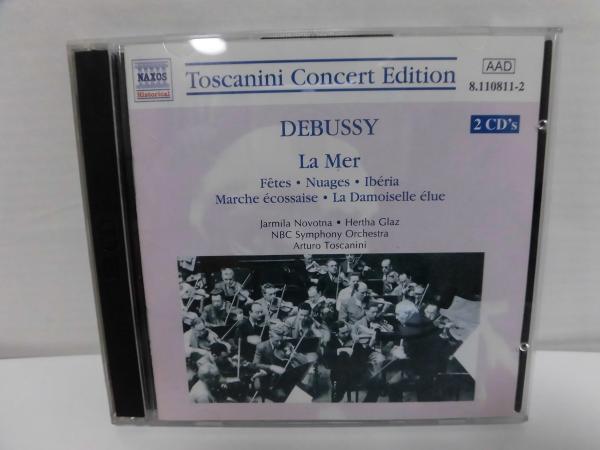 NAXOS
Historical
Toscanini Concert Edition
AAD
8.110811-2
DEBUSSY
2 CD's
La Mer
Fêtes • Nuages • Ibéria
Marche écossaise • La Damoiselle élue
Jarmila Novotna • Hertha Glaz
NBC Symphony Orchestra
Arturo Toscanini